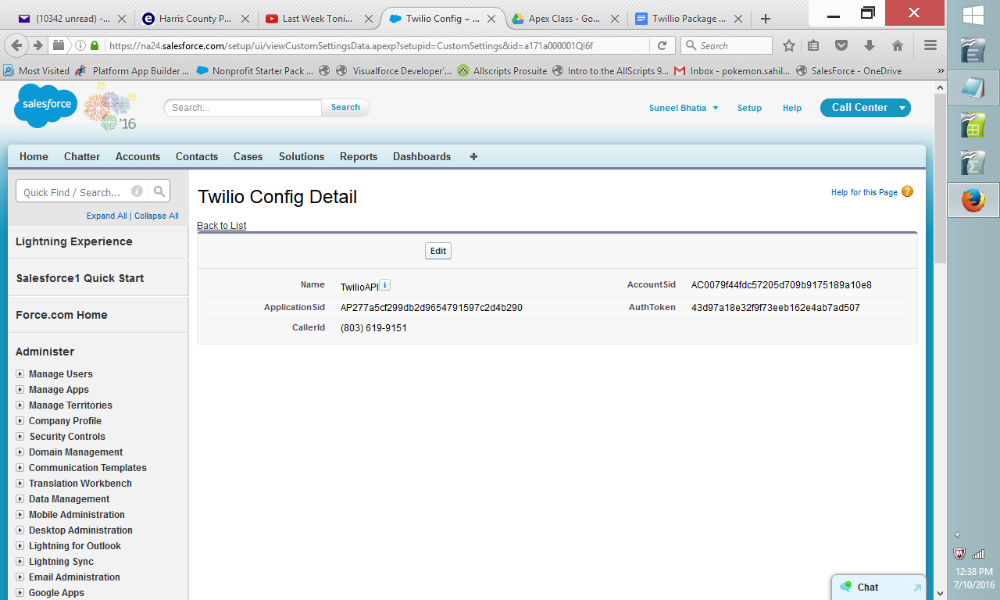 (10342 unread) -...
Harris County P...
Last Week Toni...
Twilio Config ~ ...
Apex Class - Go...
Twillio Package ...
https://na24.salesforce.com/setup/ui/viewCustomSettingsData.apexp?setupid=CustomSettings&id=a171a000001QI6f
Search
Most Visited
Platform App Builder ...
Nonprofit Starter Pack ...
Visualforce Developer'...
Allscripts Prosuite
Intro to the AllScripts 9...
Inbox - pokemon.sahil...
SalesForce - OneDrive
salesforce
'16
Search...
Search
Suneel Bhatia
Setup
Help
Call Center
Home
Chatter
Accounts
Contacts
Cases
Solutions
Reports
Dashboards
Quick Find / Search...
Expand All | Collapse All
Lightning Experience
Salesforce1 Quick Start
Force.com Home
Administer
Manage Users
Manage Apps
Manage Territories
Company Profile
Security Controls
Domain Management
Communication Templates
Translation Workbench
Data Management
Mobile Administration
Desktop Administration
Lightning for Outlook
Lightning Sync
Email Administration
Google Apps
Twilio Config Detail
Help for this Page
Back to List
Edit
Name TwilioAPI
AccountSid AC0079f44fdc57205d709b9175189a10e8
ApplicationSid AP277a5cf299db2d9654791597c2d4b290
AuthToken 43d97a18e32f9f73eeb162e4ab7ad507
CallerId (803) 619-9151
Chat
12:38 PM
7/10/2016